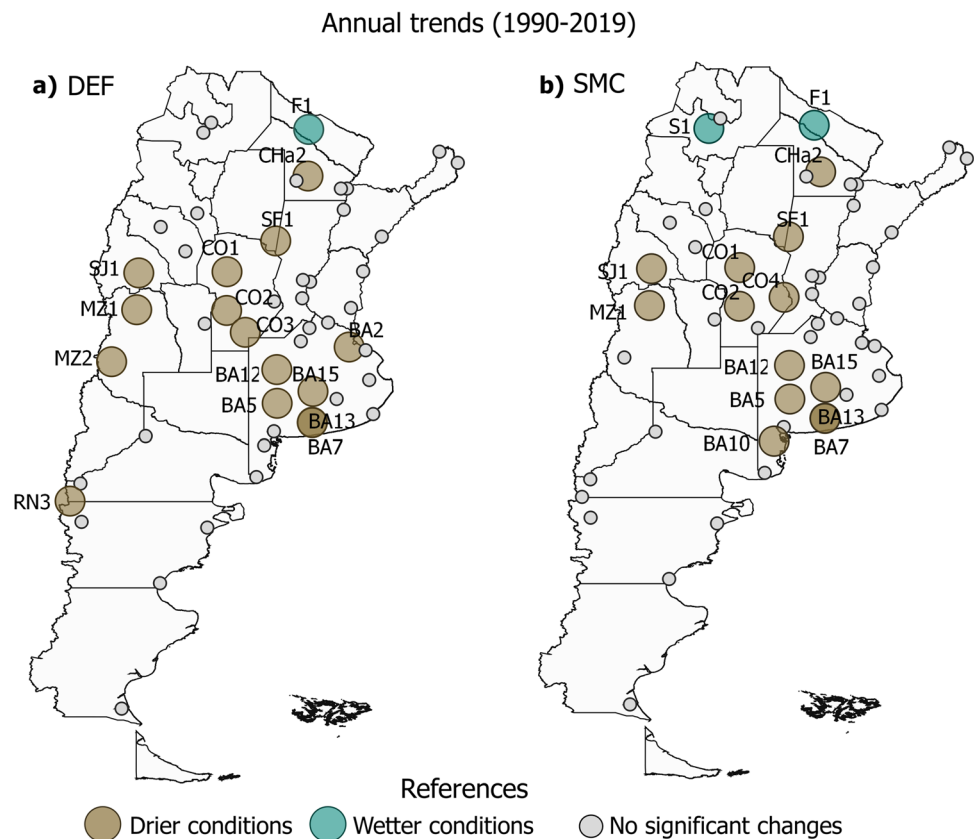 Annual trends (1990-2019)
a) DEF
F1
CHa2
SF1
CO1
SJ1
CO2
MZ1
CO3
BA2
MZ2
BA12
BA15
BA5
BA13
BA7
RN3
b) SMC
F1
S1
CHa2
SF1
CO1
SJ1
CO4
CO2
MZ1
BA12
BA15
BA5
BA13
BA10
BA7
References
Drier conditions
Wetter conditions
No significant changes